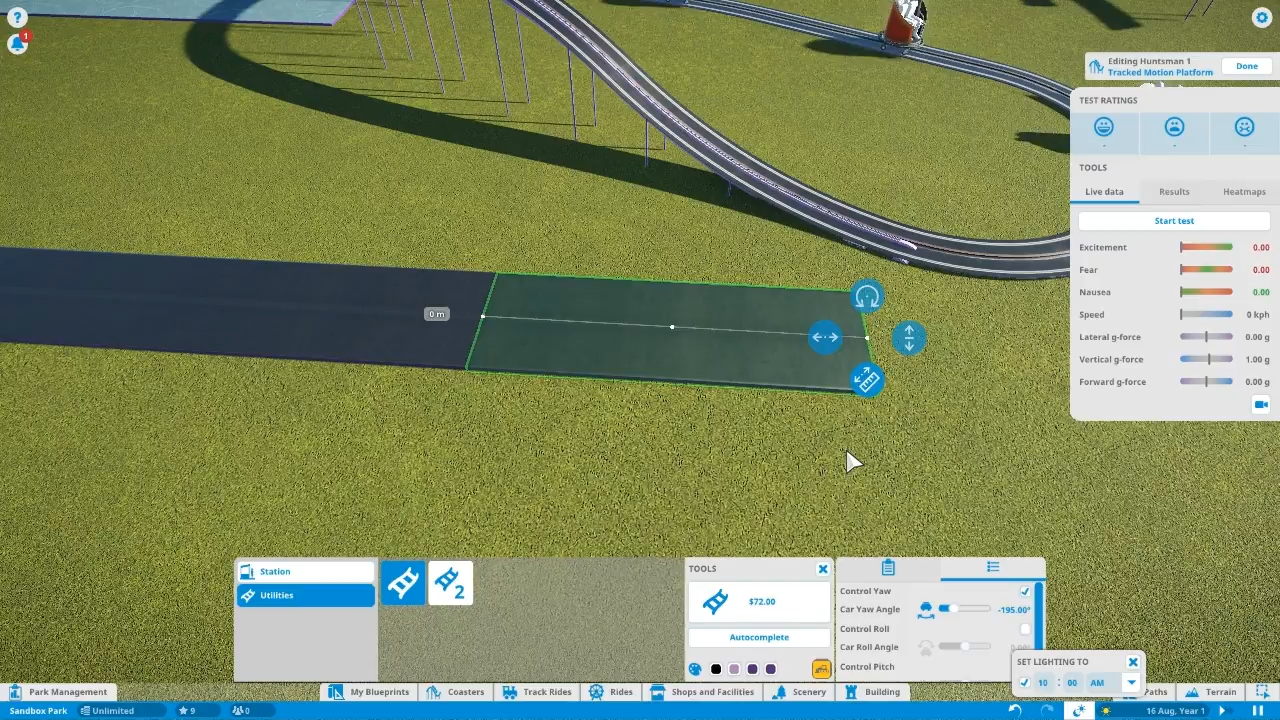 ?
1
Editing Huntsman 1
Tracked Motion Platform
Done
TEST RATINGS
-
-
-
TOOLS
Live data
Results
Heatmaps
Start test
Excitement 0.00
Fear 0.00
Nausea 0.00
Speed 0 kph
Lateral g-force 0.00 g
Vertical g-force 1.00 g
Forward g-force 0.00 g
0 m
Station
Utilities
2
TOOLS
$72.00
Autocomplete
Control Yaw
Car Yaw Angle -195.00°
Control Roll
Car Roll Angle
Control Pitch
SET LIGHTING TO
10 : 00 AM
Park Management
My Blueprints
Coasters
Track Rides
Rides
Shops and Facilities
Scenery
Building
Paths
Terrain
Sandbox Park
Unlimited
9
0
16 Aug, Year 1